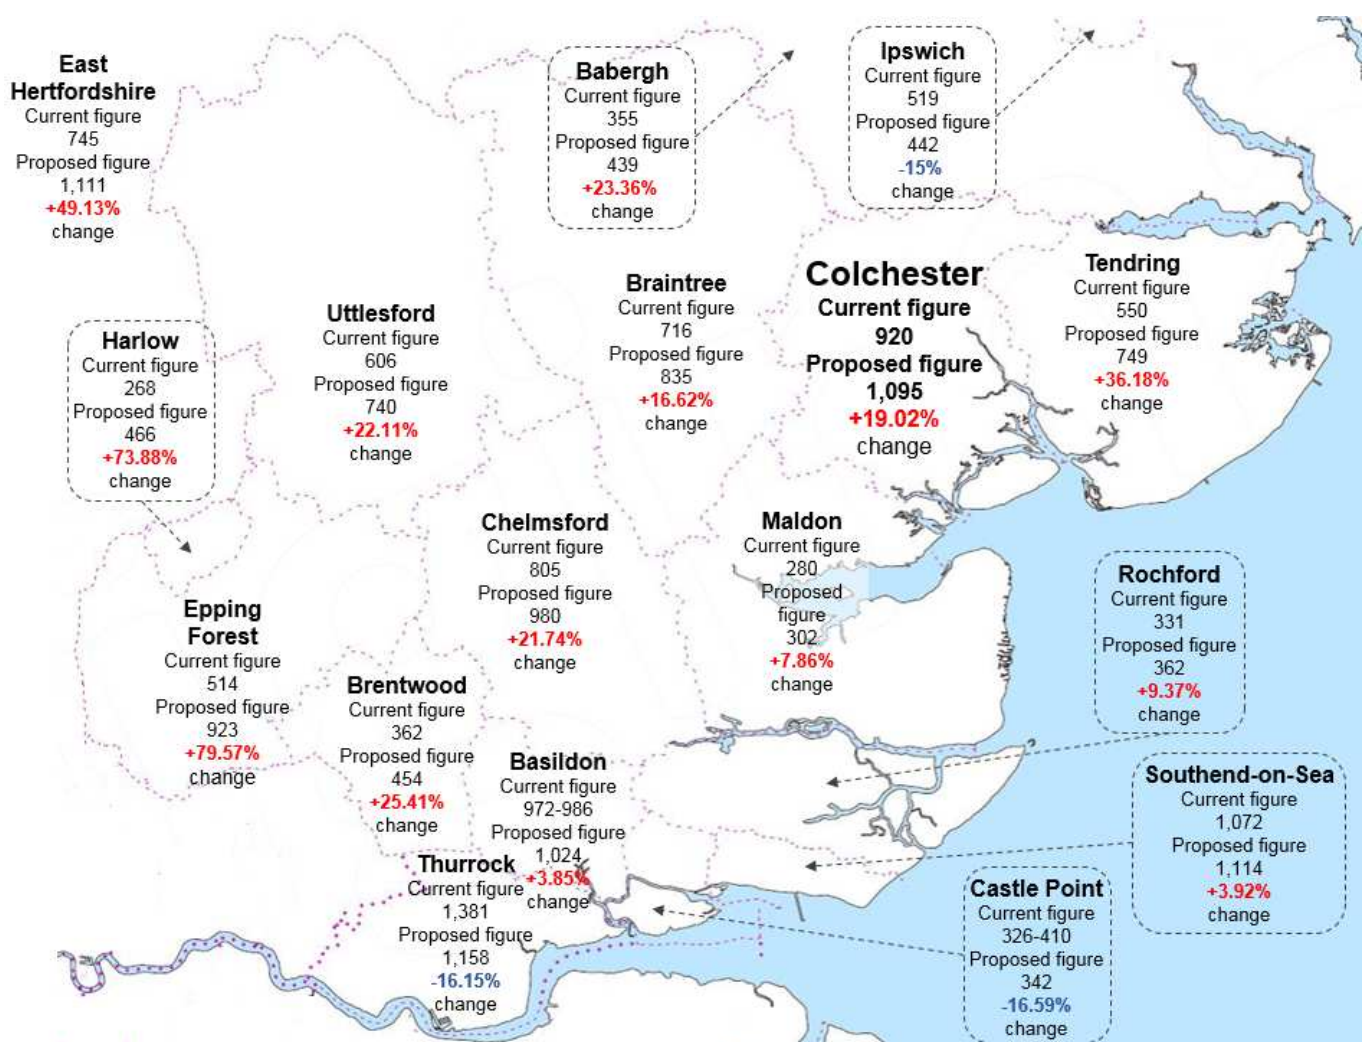 East
Hertfordshire
Current figure
745
Proposed figure
1,111
+49.13%
change
Babergh
Current figure
355
Proposed figure
439
+23.36%
change
Ipswich
Current figure
519
Proposed figure
442
-15%
change
Harlow
Current figure
268
Proposed figure
466
+73.88%
change
Uttlesford
Current figure
606
Proposed figure
740
+22.11%
change
Braintree
Current figure
716
Proposed figure
835
+16.62%
change
Colchester
Current figure
920
Proposed figure
1,095
+19.02%
change
Tendring
Current figure
550
Proposed figure
749
+36.18%
change
Epping
Forest
Current figure
514
Proposed figure
923
+79.57%
change
Brentwood
Current figure
362
Proposed figure
454
+25.41%
change
Chelmsford
Current figure
805
Proposed figure
980
+21.74%
change
Maldon
Current figure
280
Proposed
figure
302
+7.86%
change
Rochford
Current figure
331
Proposed figure
362
+9.37%
change
Basildon
Current figure
972-986
Proposed figure
1,024
+3.85%
change
Thurrock
Current figure
1,381
Proposed figure
1,158
-16.15%
change
Southend-on-Sea
Current figure
1,072
Proposed figure
1,114
+3.92%
change
Castle Point
Current figure
326-410
Proposed figure
342
-16.59%
change